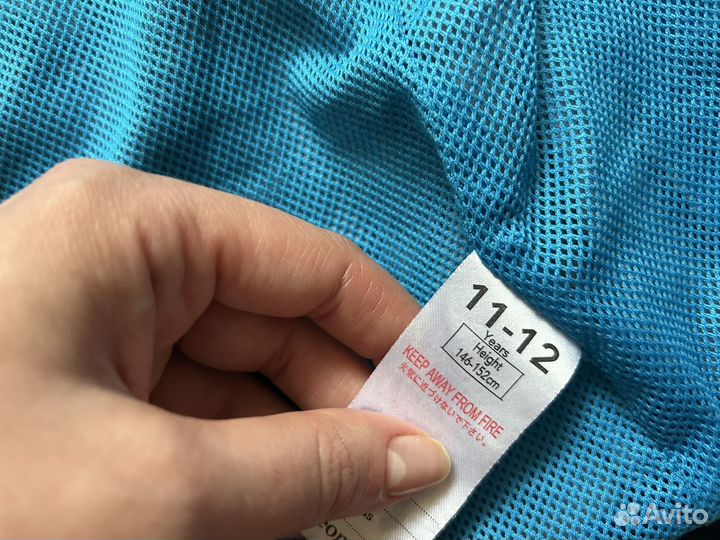 11-12
Years
Height
146-152cm
KEEP AWAY FROM FIRE
火気に近づけないで下さい。
Avito